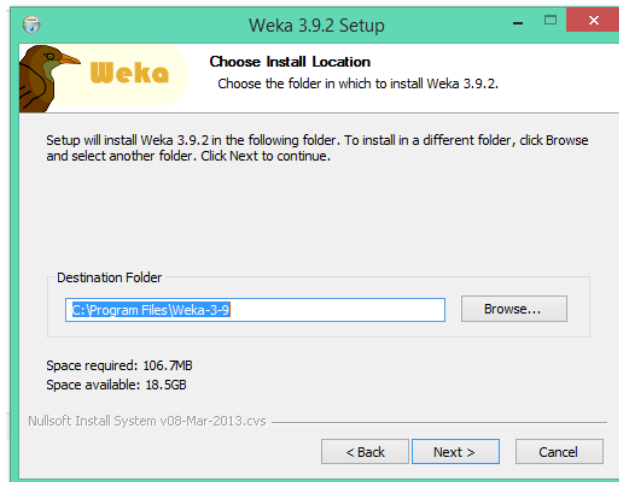 Weka 3.9.2 Setup
Weka
Choose Install Location
Choose the folder in which to install Weka 3.9.2.
Setup will install Weka 3.9.2 in the following folder. To install in a different folder, click Browse
and select another folder. Click Next to continue.
Destination Folder
C:\Program Files\Weka-3-9
Browse...
Space required: 106.7MB
Space available: 18.5GB
Nullsoft Install System v08-Mar-2013.cvs
< Back
Next >
Cancel